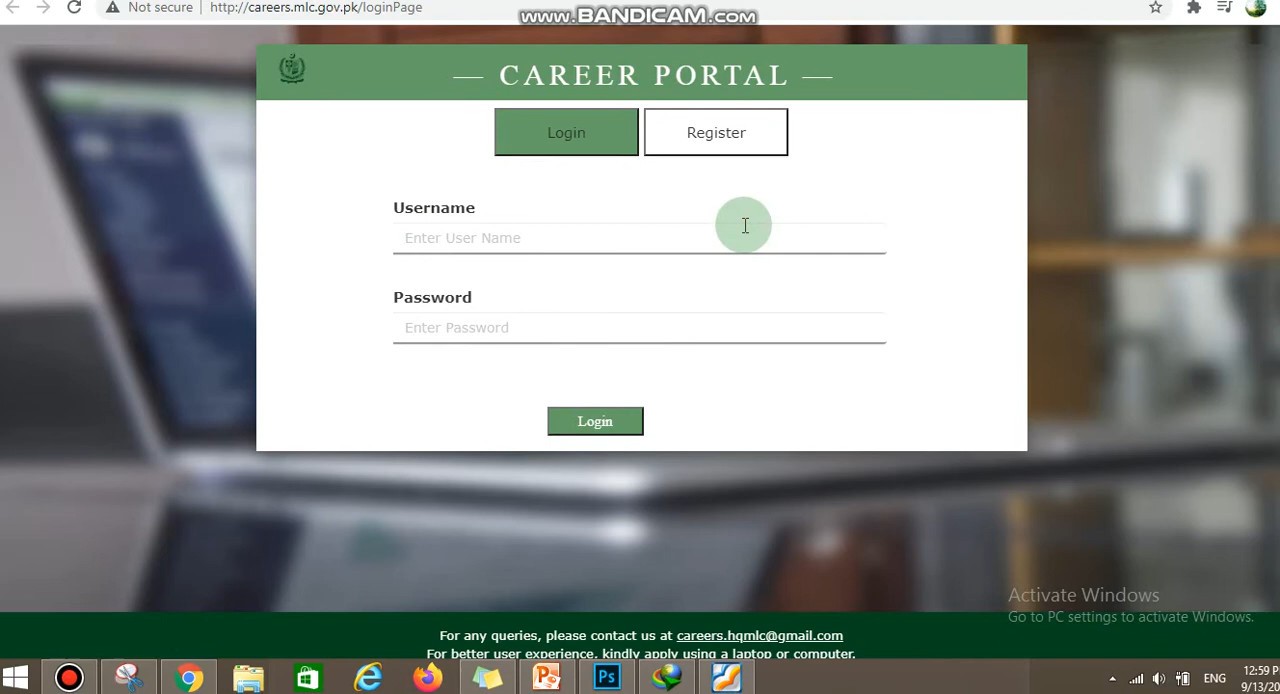 Not secure
http://careers.mlc.gov.pk/loginPage
www.BANDICAM.com
CAREER PORTAL
Login
Register
Username
Enter User Name
Password
Enter Password
Login
Activate Windows
Go to PC settings to activate Windows.
For any queries, please contact us at careers.hqmlc@gmail.com
For better user experience, kindly apply using a laptop or computer.
Ps
ENG
12:59 P
9/13/20